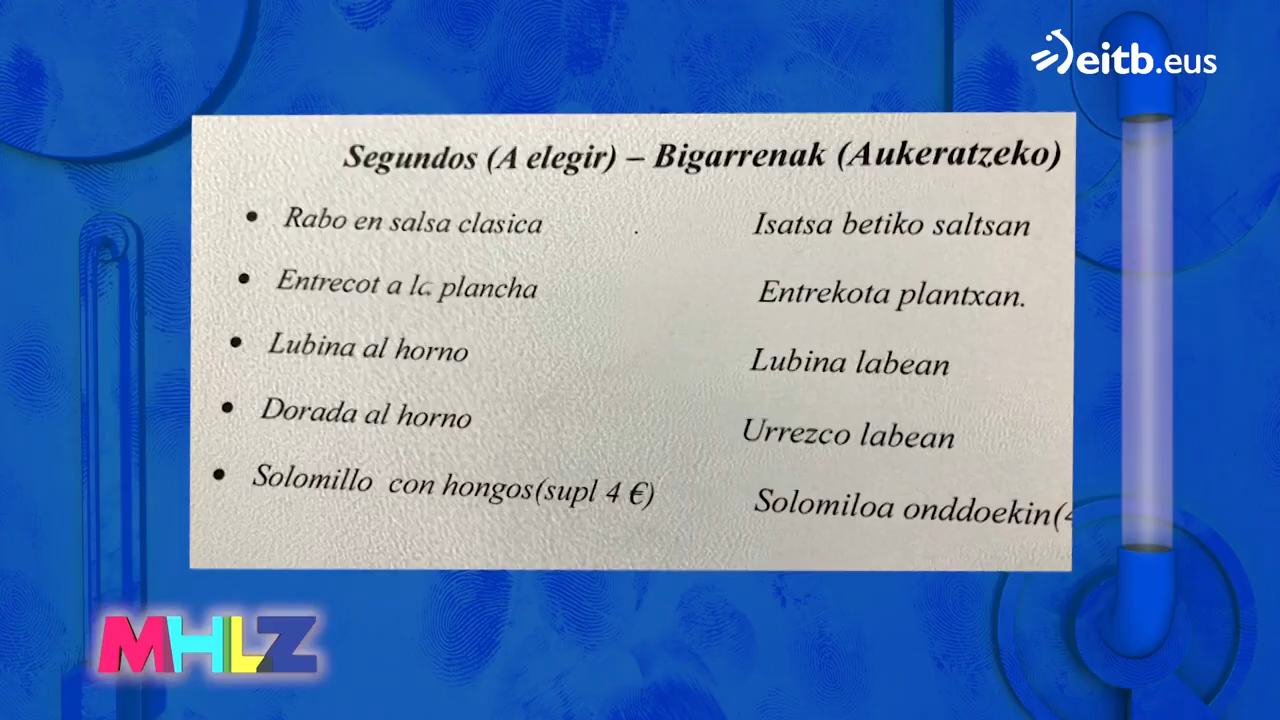 eitb.eus
Segundos (A elegir) – Bigarrenak (Aukeratzeko)
• Rabo en salsa clasica Isatsa betiko saltsan
• Entrecot a la plancha Entrekota plantxan.
• Lubina al horno Lubina labean
• Dorada al horno Urrezco labean
• Solomillo con hongos(supl 4 €) Solomiloa onddoekin(4
MHLZ